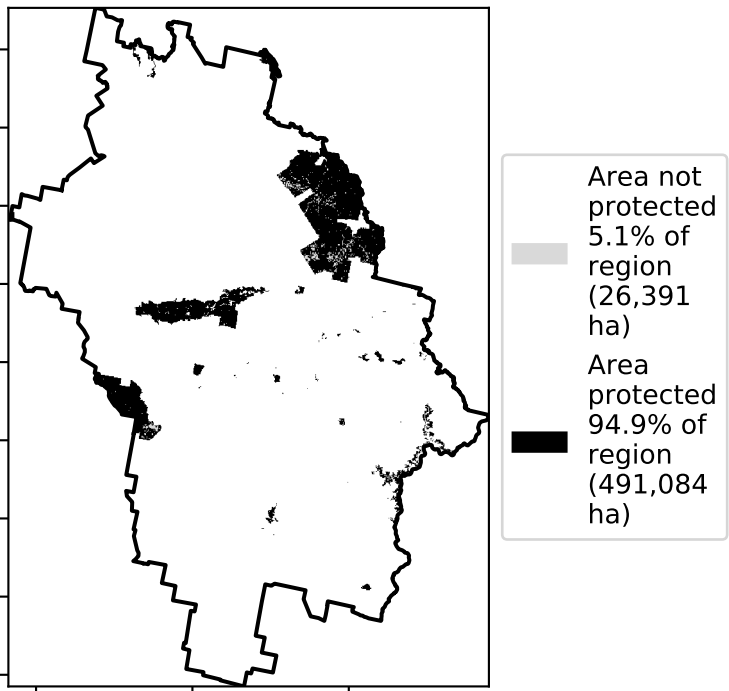 Area not
protected
5.1% of
region
(26,391
ha)
Area
protected
94.9% of
region
(491,084
ha)